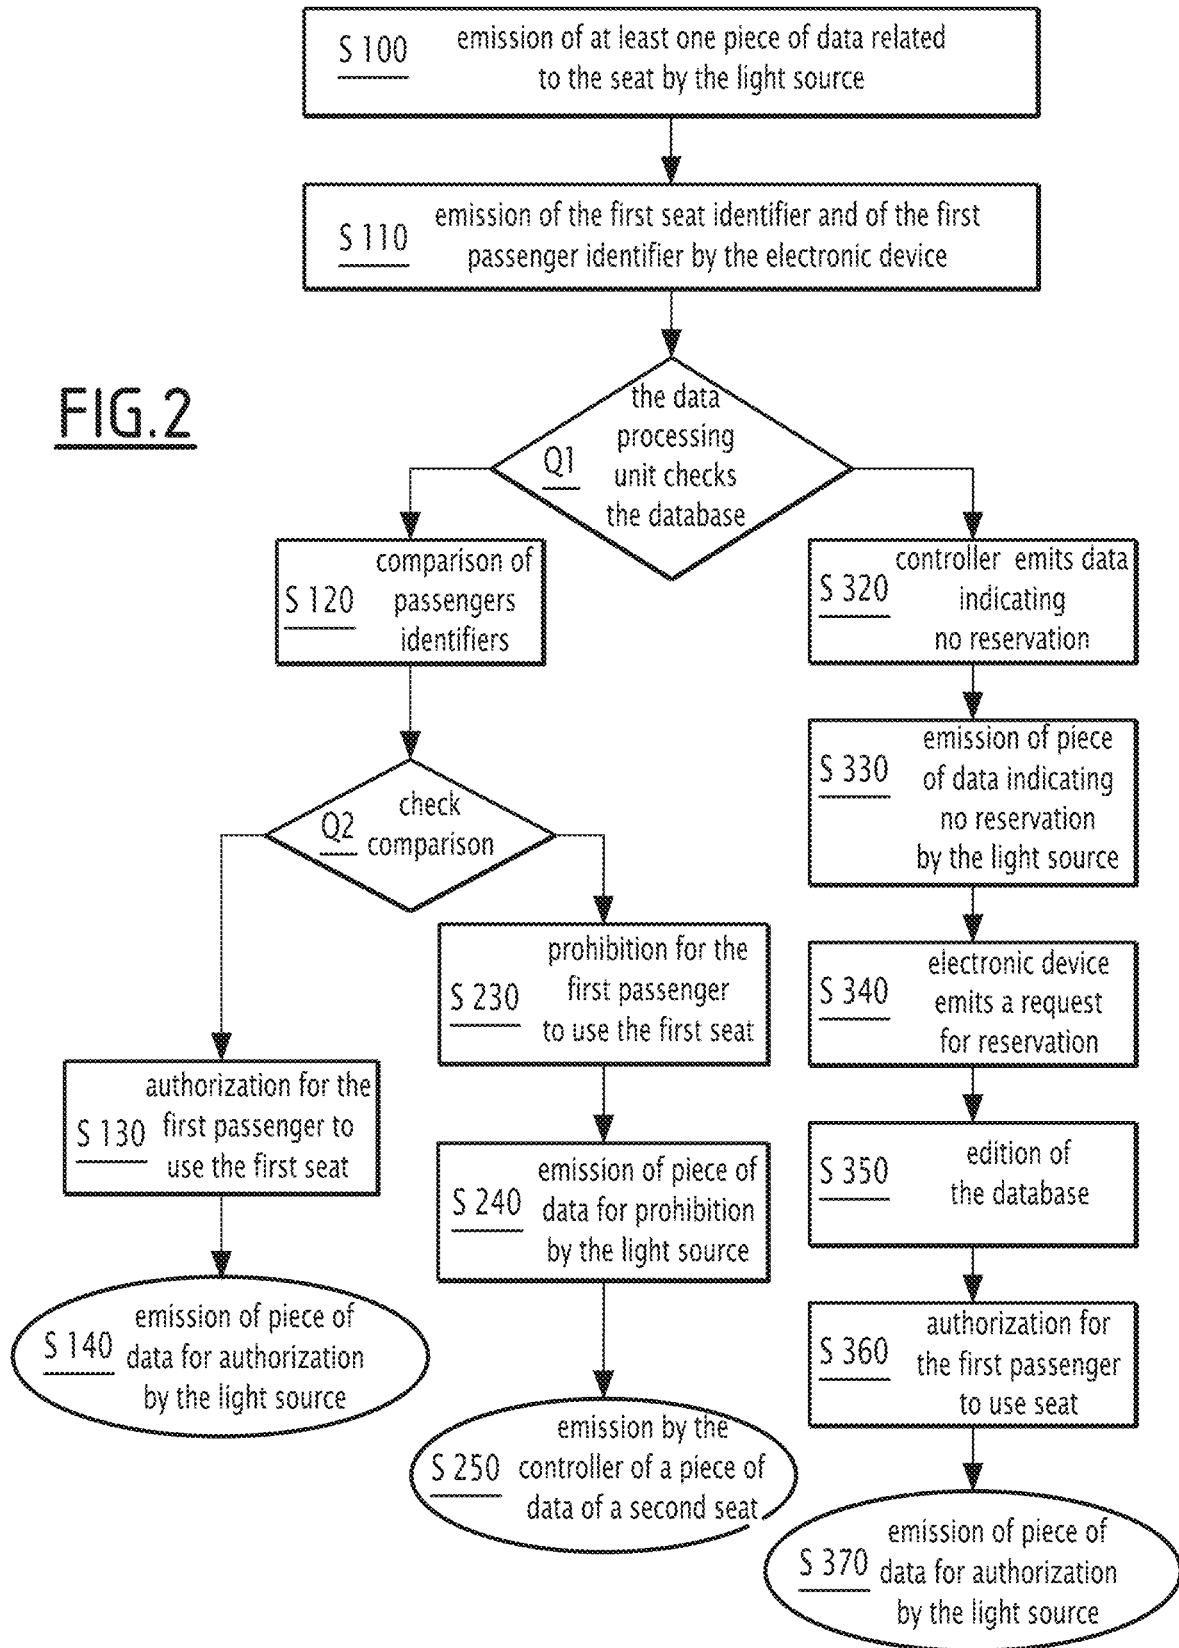 S 100
emission of at least one piece of data related
to the seat by the light source
S 110
emission of the first seat identifier and of the first
passenger identifier by the electronic device
FIG.2
Q1
the data
processing
unit checks
the database
S 120
comparison of
passengers
identifiers
Q2
check
comparison
S 130
authorization for the
first passenger to
use the first seat
S 140
emission of piece of
data for authorization
by the light source
S 230
prohibition for the
first passenger
to use the first seat
S 240
emission of piece of
data for prohibition
by the light source
S 250
emission by the
controller of a piece of
data of a second seat
S 320
controller emits data
indicating
no reservation
S 330
emission of piece
of data indicating
no reservation
by the light source
S 340
electronic device
emits a request
for reservation
S 350
edition of
the database
S 360
authorization for
the first passenger
to use seat
S 370
emission of piece of
data for authorization
by the light source